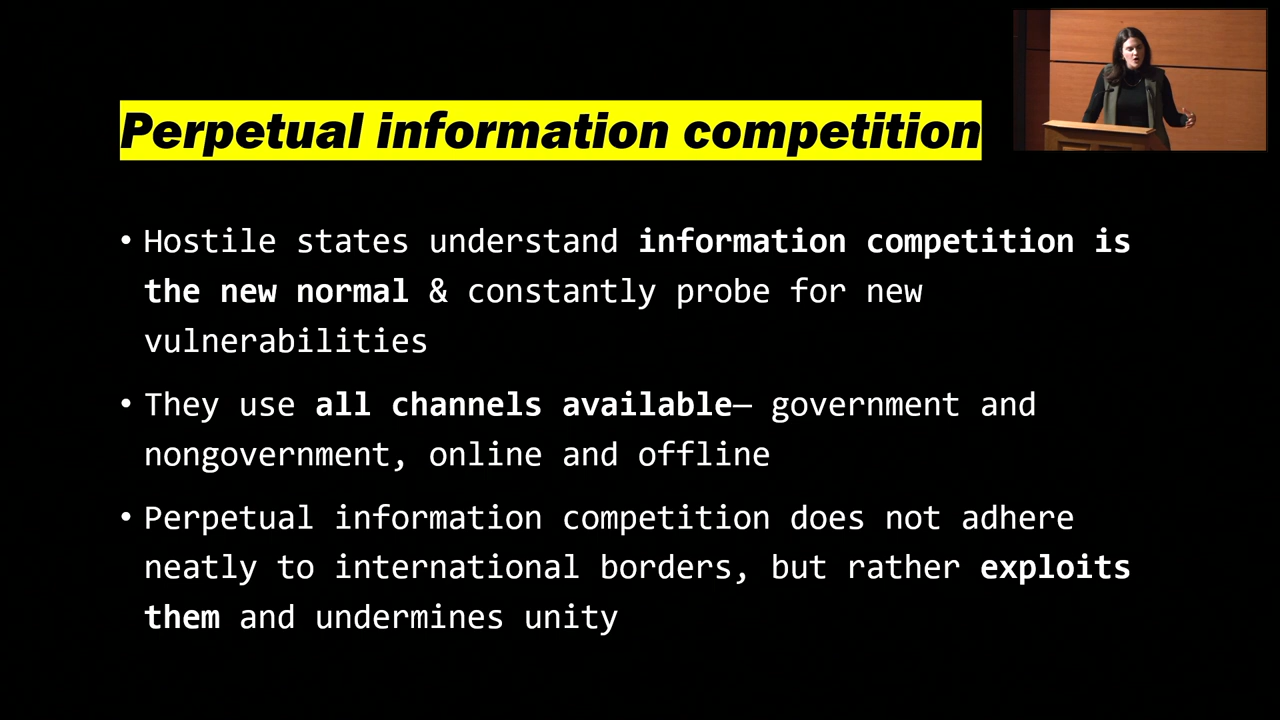 Perpetual information competition
• Hostile states understand information competition is
the new normal & constantly probe for new
vulnerabilities
• They use all channels available— government and
nongovernment, online and offline
• Perpetual information competition does not adhere
neatly to international borders, but rather exploits
them and undermines unity